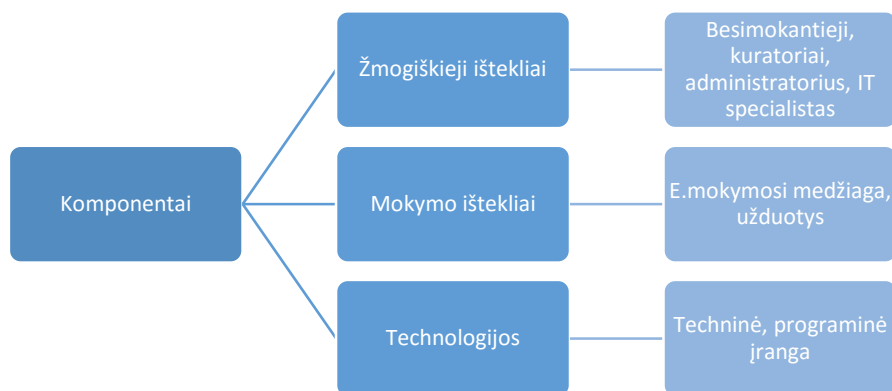 Komponentai
Žmogiškieji ištekliai
Besimokantieji,
kuratoriai,
administratorius, IT
specialistas
Mokymo ištekliai
E.mokymosi medžiaga,
užduotys
Technologijos
Techninė, programinė
įranga